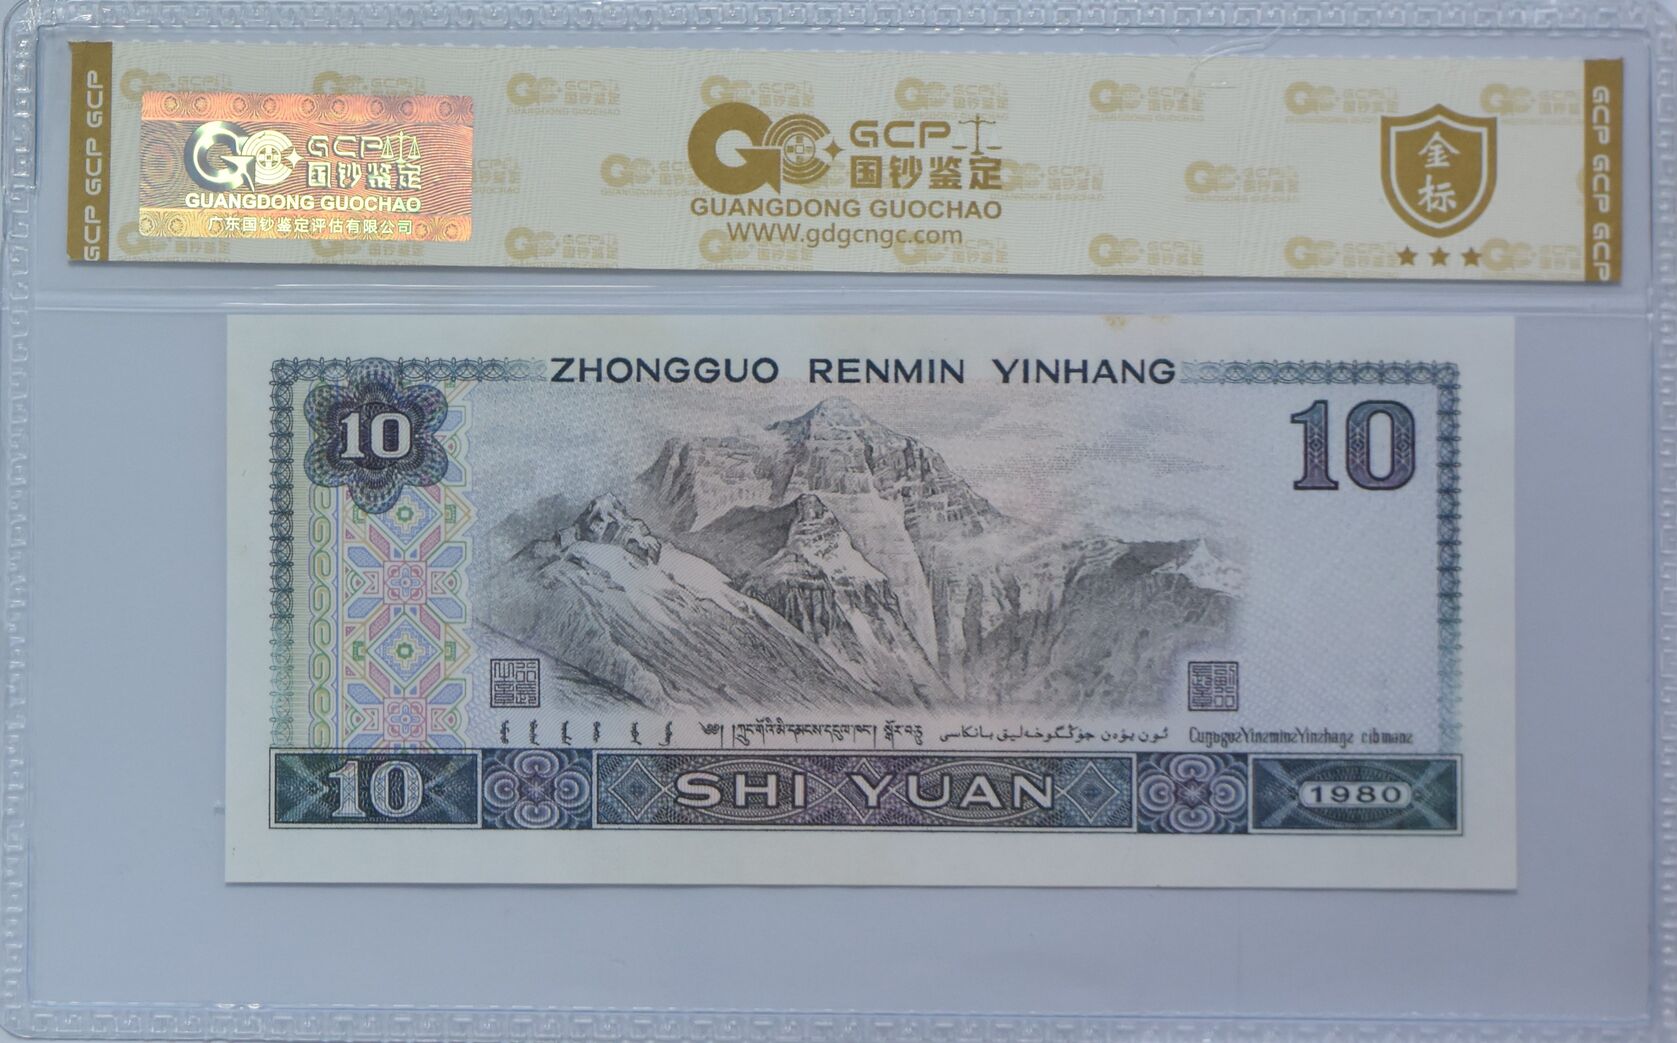 GCP GCP GCP
GCP
国钞鉴定
GUANGDONG GUOCHAO
广东国钞鉴定评估有限公司
GCP
国钞鉴定
GUANGDONG GUOCHAO
WWW.gdgcngc.com
金
标
GCP GCP GCP
ZHONGGUO RENMIN YINHANG
10
10
10
SHI YUAN
1980